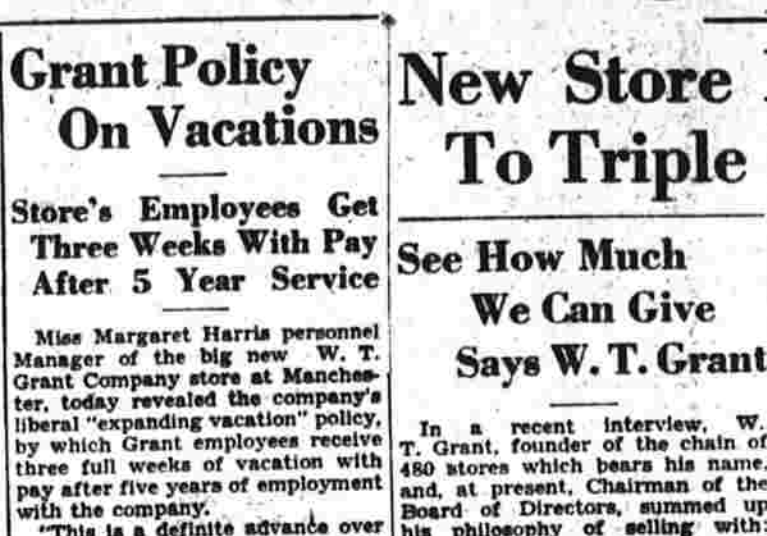 Grant Policy
On Vacations
Store's Employees Get
Three Weeks With Pay
After 5 Year Service
Miss Margaret Harris personnel
Manager of the big new W. T.
Grant Company store at Manches-
ter, today revealed the company's
liberal "expanding vacation" policy,
by which Grant employees receive
three full weeks of vacation with
pay after five years of employment
with the company.
"This is a definite advance over
New Store
To Triple
See How Much
We Can Give
Says W. T. Grant
In a recent interview, W.
T. Grant, founder of the chain of
480 stores which bears his name,
and, at present, Chairman of the
Board of Directors, summed up
his philosophy of selling with: